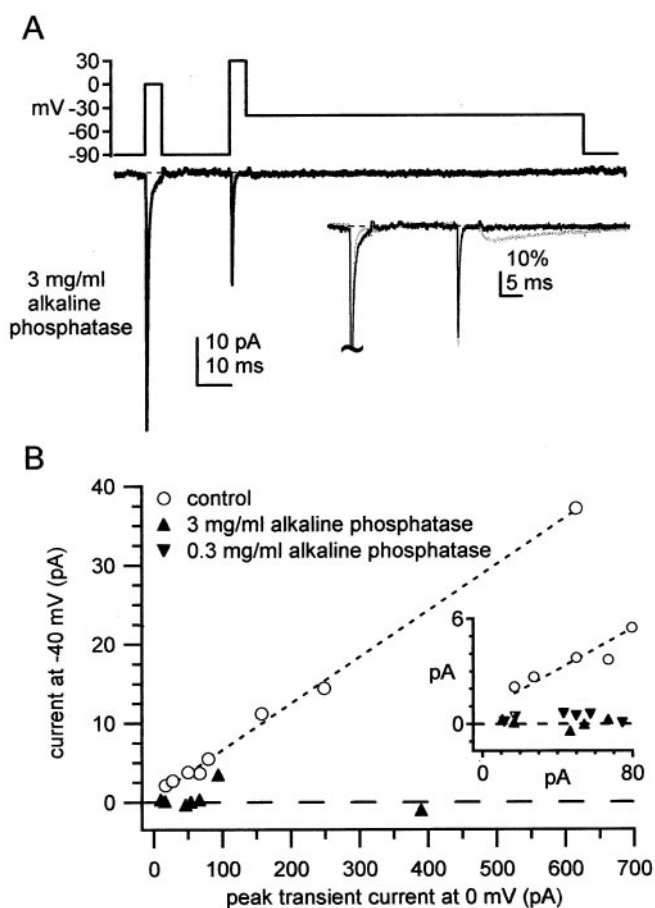 A
30
0
mV -30
-60
-90
3 mg/ml
alkaline
phosphatase
10 pA
10 ms
10%
5 ms
B
40
30
20
10
0
current at -40 mV (pA)
control
3 mg/ml alkaline phosphatase
0.3 mg/ml alkaline phosphatase
6
pA
0
0 80
pA
0 100 200 300 400 500 600 700
peak transient current at 0 mV (pA)